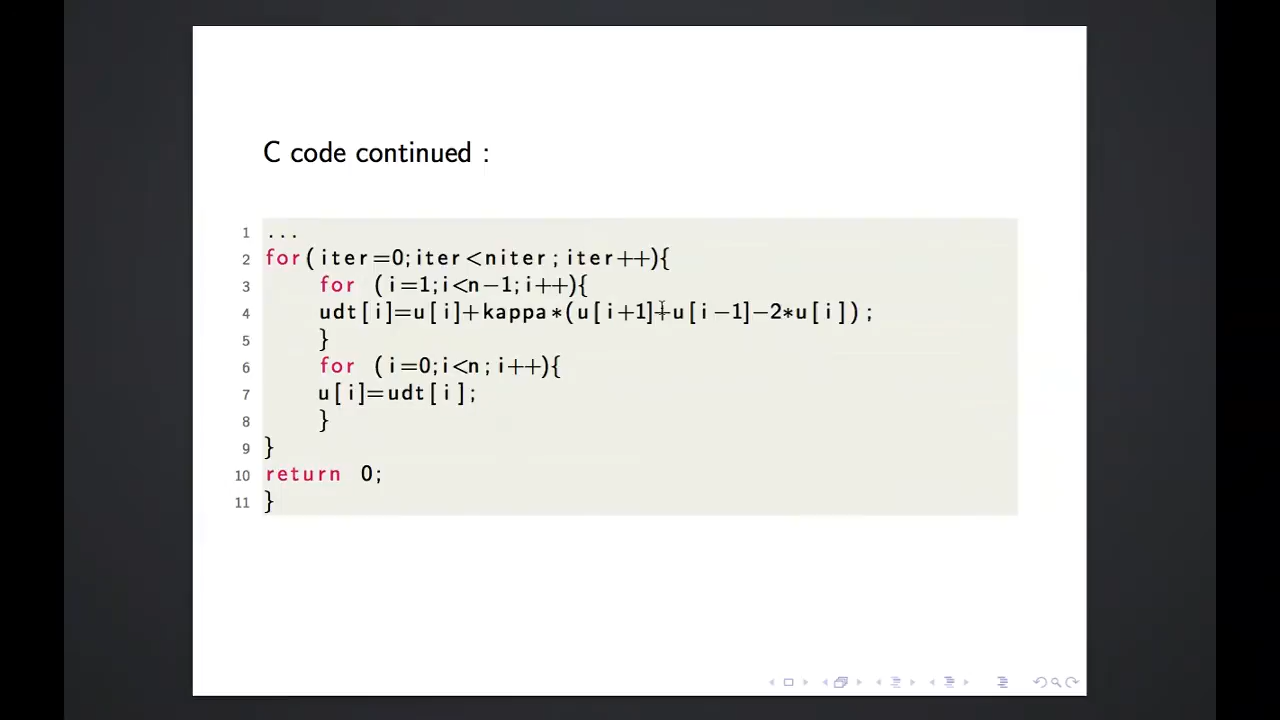 C code continued :
1 ...
2 for(iter=0;iter<niter;iter++){
3 for (i=1;i<n-1;i++){
4 udt[i]=u[i]+kappa*(u[i+1]+u[i-1]-2*u[i]);
5 }
6 for (i=0;i<n;i++){
7 u[i]=udt[i];
8 }
9 }
10 return 0;
11 }